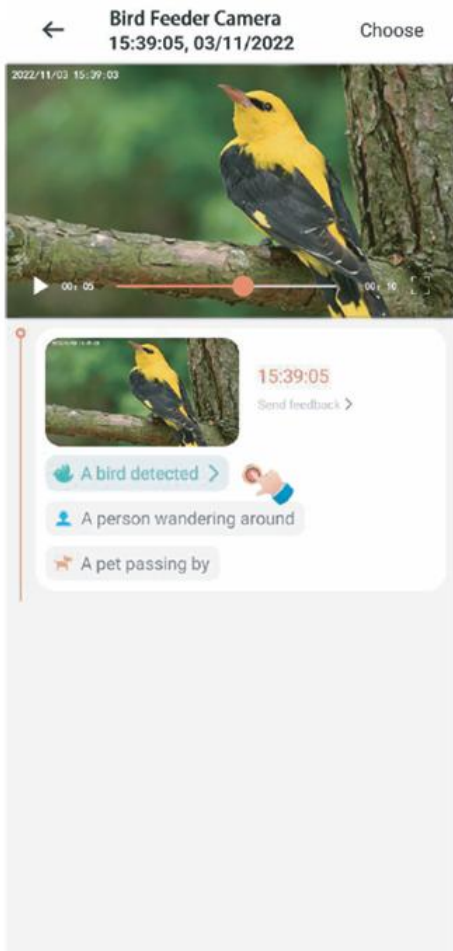 Bird Feeder Camera
15:39:05, 03/11/2022
Choose
2022/11/03 15:39:03
00: 05
00: 10
15:39:05
Send feedback >
A bird detected >
A person wandering around
A pet passing by